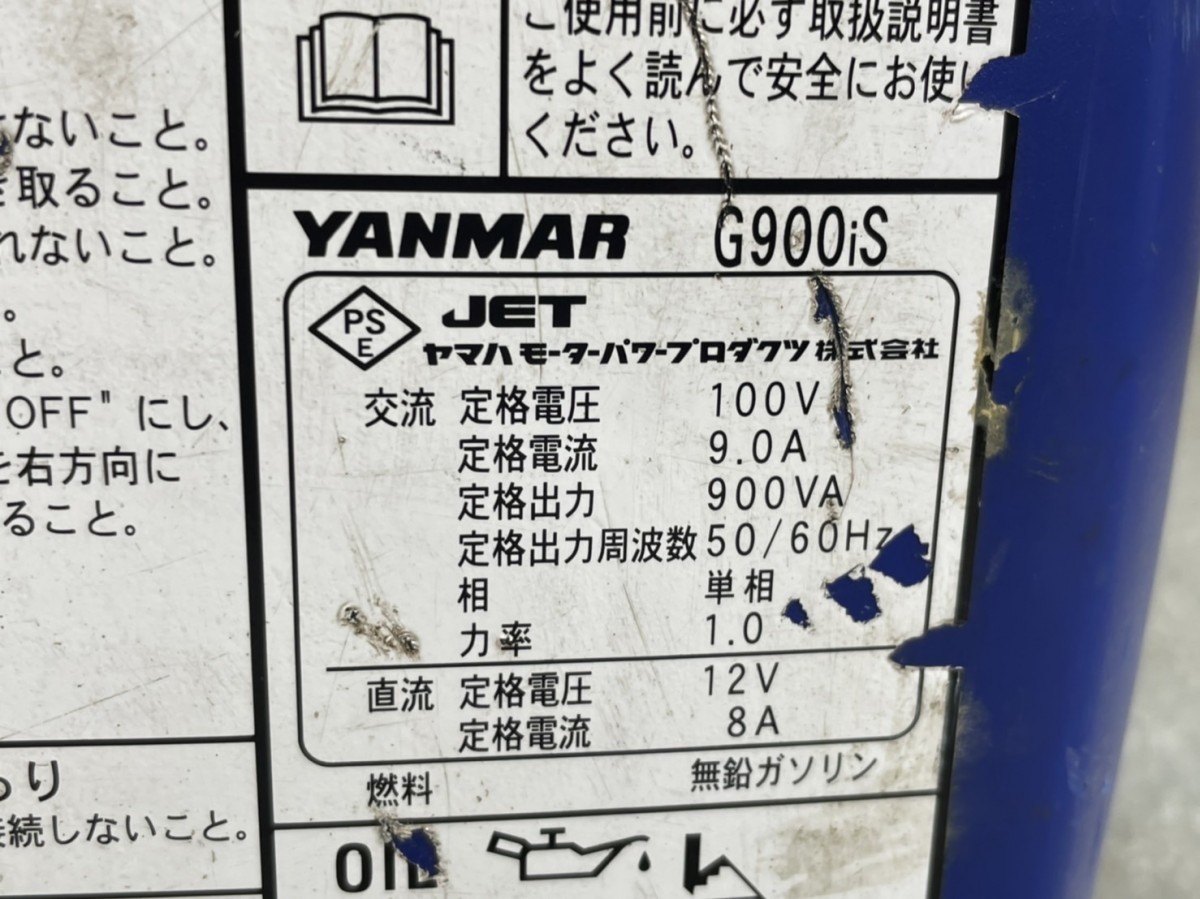 ご使用前に必ず取扱説明書
をよく読んで安全にお使い
ください。
ないこと。
を取ること。
れないこと。
。
こと。
OFF" にし、
を右方向に
ること。
YANMAR G900iS
PS
E
JET
ヤマハモーターパワープロダクツ株式会社
交流 定格電圧 100V
定格電流 9.0A
定格出力 900VA
定格出力周波数 50/60Hz
相 単相
力率 1.0
直流 定格電圧 12V
定格電流 8A
燃料 無鉛ガソリン
り
接続しないこと。
OIL